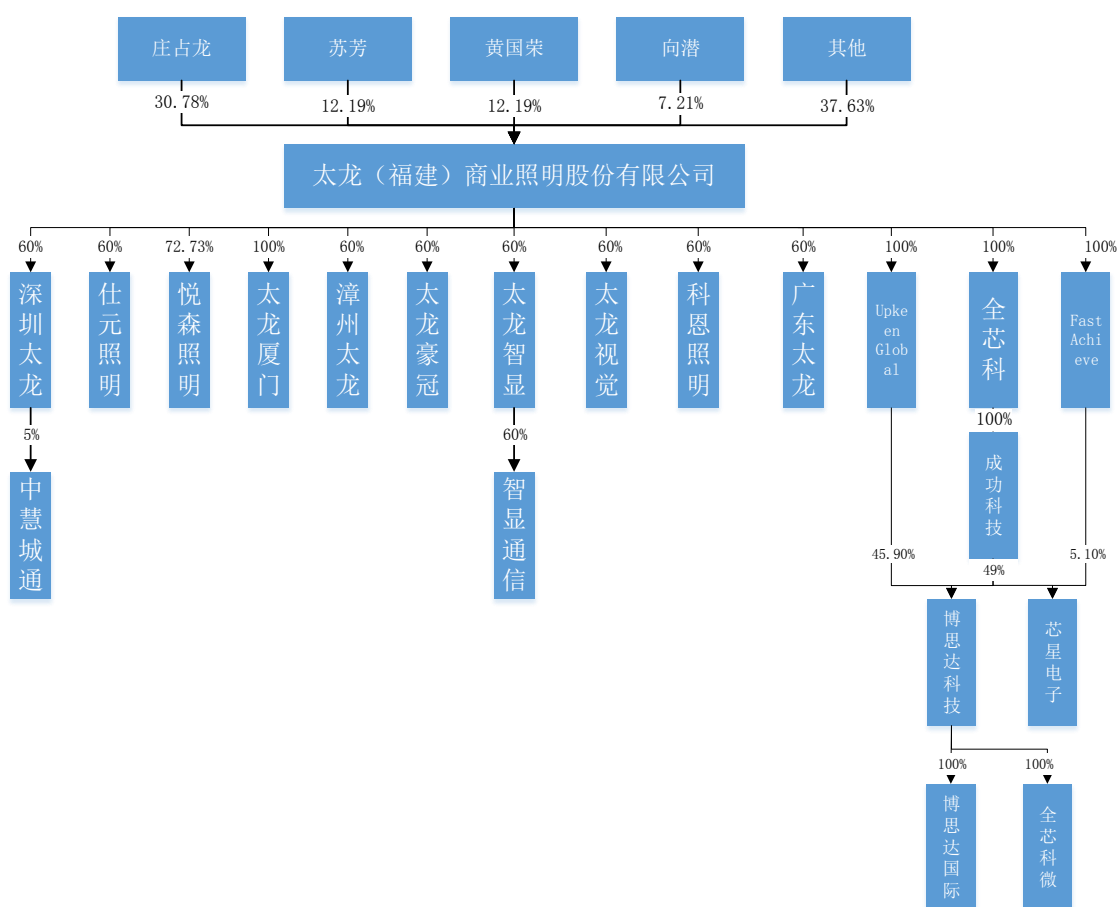 庄占龙
苏芳
黄国荣
向潜
其他
30.78%
12.19%
12.19%
7.21%
37.63%
太龙（福建）商业照明股份有限公司
60%
60%
72.73%
100%
60%
60%
60%
60%
60%
60%
100%
100%
100%
深圳太龙
仕元照明
悦森照明
太龙厦门
漳州太龙
太龙豪冠
太龙智显
太龙视觉
科恩照明
广东太龙
Upke
en
Glob
al
全芯科
Fast
Achi
eve
5%
60%
100%
中慧城通
智显通信
成功科技
45.90%
49%
5.10%
博思达科技
芯星电子
100%
100%
博思达国际
全芯科微